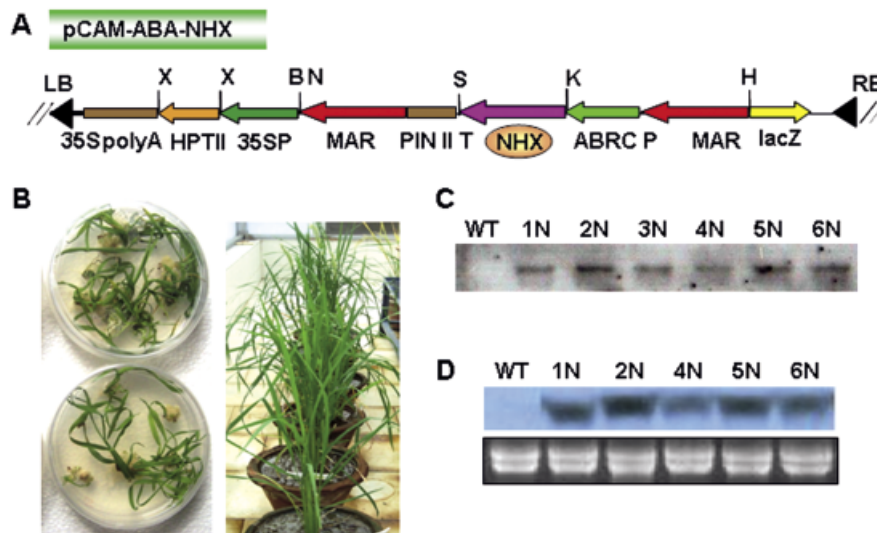 A
pCAM-ABA-NHX
LB X X B N S K H RE
35SpolyA HPTII 35SP MAR PIN II T NHX ABRC P MAR lacZ
B
C
WT 1N 2N 3N 4N 5N 6N
D
WT 1N 2N 4N 5N 6N